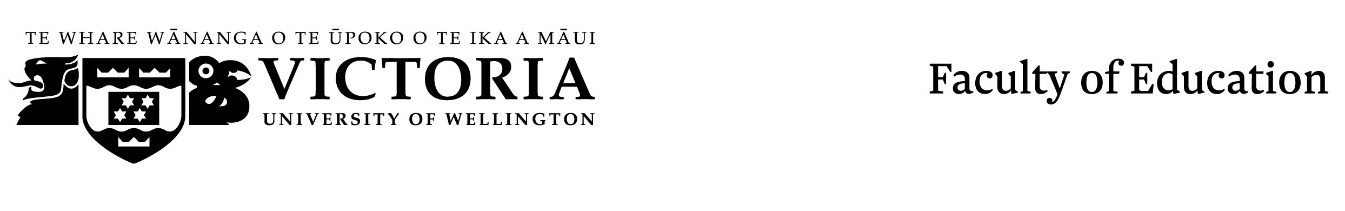 TE WHARE WĀNANGA O TE ŪPOKO O TE IKA A MĀUI
VICTORIA
UNIVERSITY OF WELLINGTON
Faculty of Education